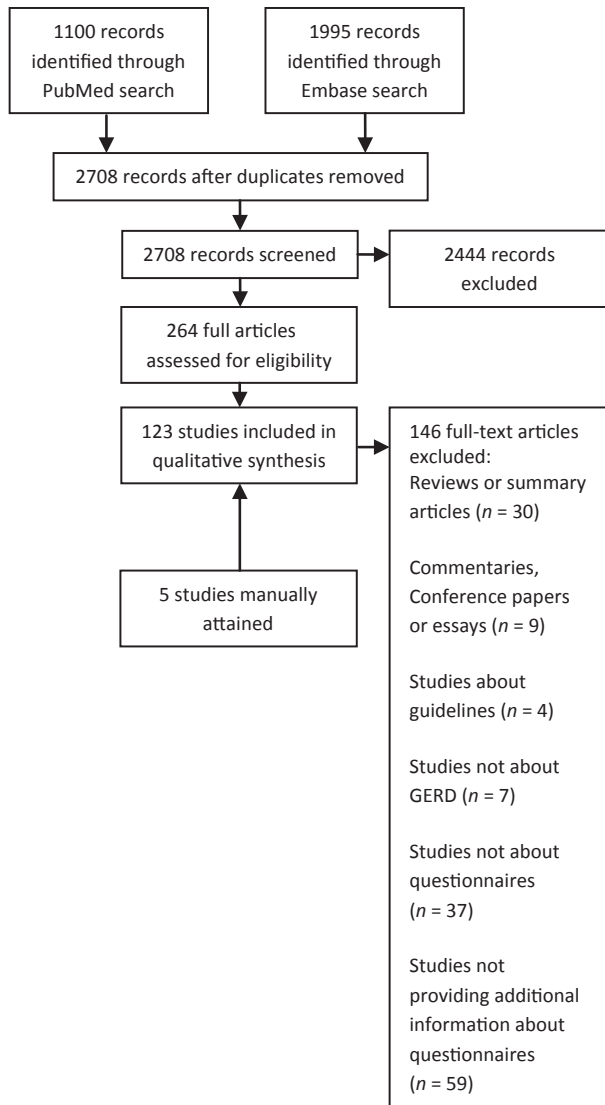 1100 records
identified through
PubMed search
1995 records
identified through
Embase search
2708 records after duplicates removed
2708 records screened
2444 records
excluded
264 full articles
assessed for eligibility
123 studies included in
qualitative synthesis
146 full-text articles
excluded:
Reviews or summary
articles (n = 30)
Commentaries,
Conference papers
or essays (n = 9)
Studies about
guidelines (n = 4)
Studies not about
GERD (n = 7)
Studies not about
questionnaires
(n = 37)
Studies not
providing additional
information about
questionnaires
(n = 59)
5 studies manually
attained